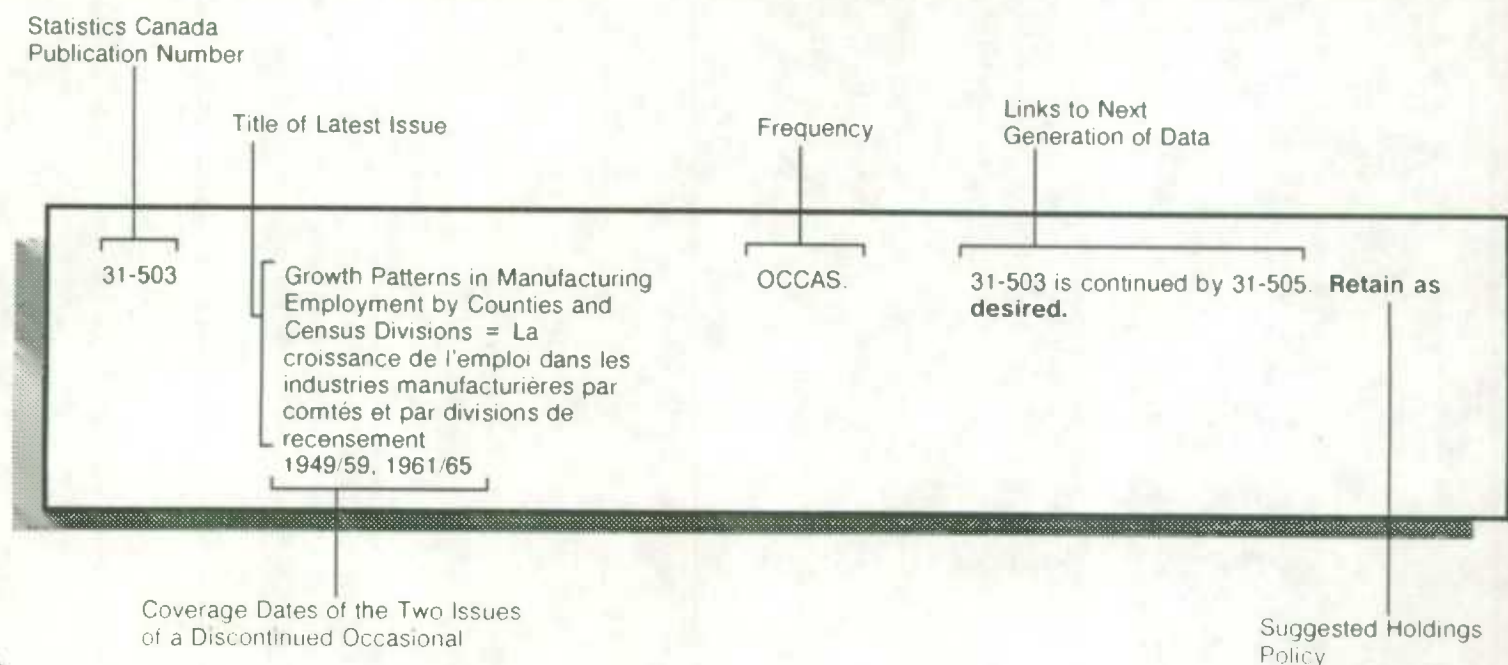 Statistics Canada
Publication Number
Title of Latest Issue
Frequency
Links to Next
Generation of Data
31-503
Growth Patterns in Manufacturing
Employment by Counties and
Census Divisions = La
croissance de l'emploi dans les
industries manufacturières par
comtés et par divisions de
recensement
1949/59, 1961/65
OCCAS.
31-503 is continued by 31-505. Retain as
desired.
Coverage Dates of the Two Issues
of a Discontinued Occasional
Suggested Holdings
Policy